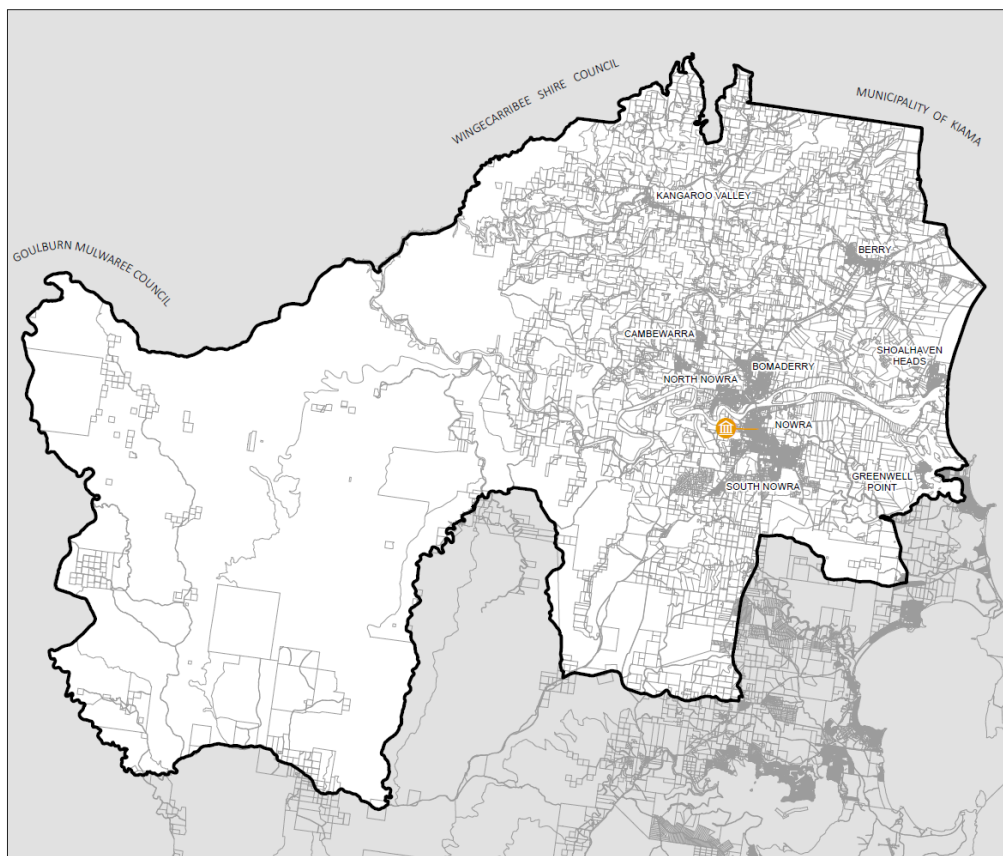 WINGECARRIBEE SHIRE COUNCIL
MUNICIPALITY OF KIAMA
GOULBURN MULWAREE COUNCIL
KANGAROO VALLEY
BERRY
CAMBEWARRA
SHOALHAVEN
HEADS
BOMADERRY
NORTH NOWRA
NOWRA
GREENWELL
POINT
SOUTH NOWRA